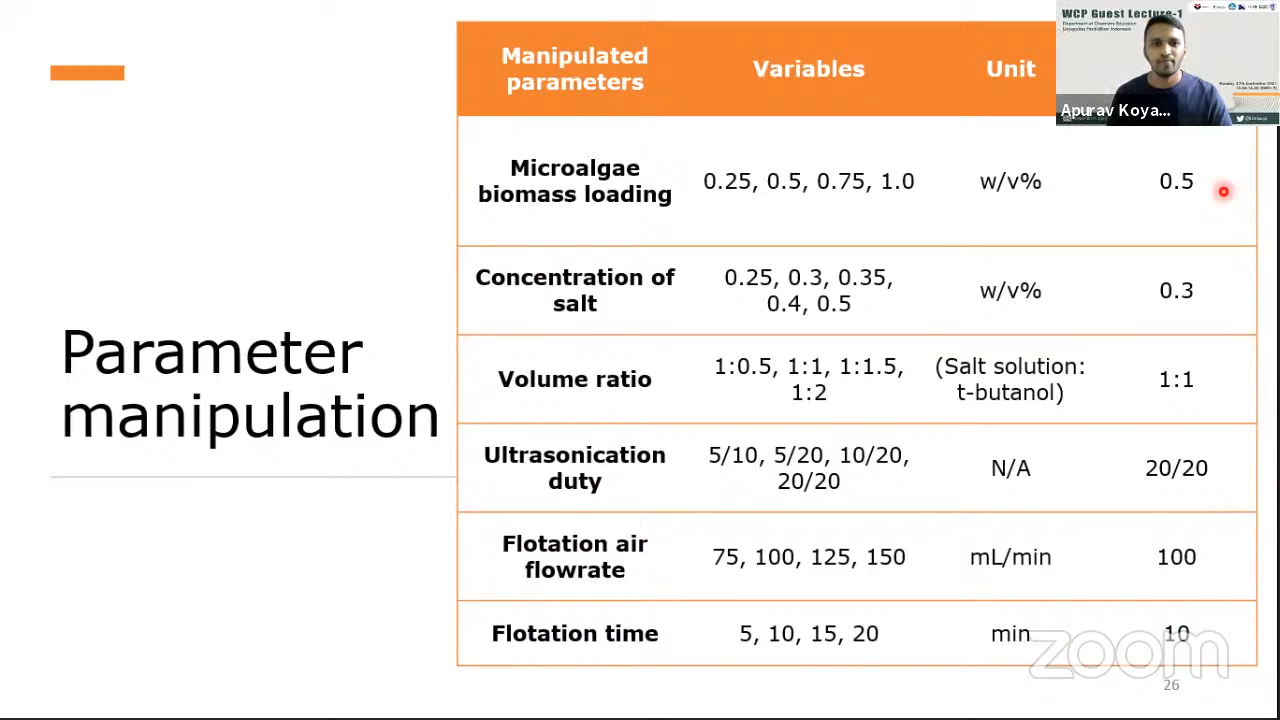 WCP Guest Lecture-1
Department of Chemistry Education
Universitas Pendidikan Indonesia
Apurav Koya...
Parameter
manipulation
Manipulated
parameters
Variables
Unit
Microalgae
biomass loading
0.25, 0.5, 0.75, 1.0
w/v%
0.5
Concentration of
salt
0.25, 0.3, 0.35,
0.4, 0.5
w/v%
0.3
Volume ratio
1:0.5, 1:1, 1:1.5,
1:2
(Salt solution:
t-butanol)
1:1
Ultrasonication
duty
5/10, 5/20, 10/20,
20/20
N/A
20/20
Flotation air
flowrate
75, 100, 125, 150
mL/min
100
Flotation time
5, 10, 15, 20
min
10
zoom
26